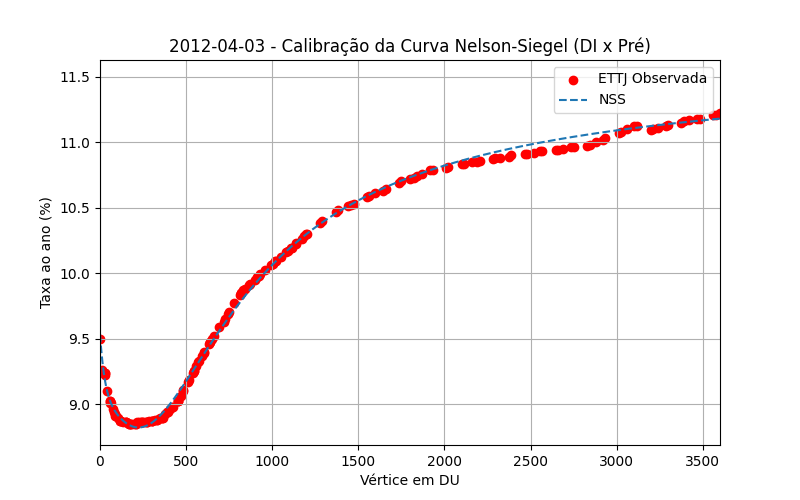 2012-04-03 - Calibração da Curva Nelson-Siegel (DI x Pré)
ETTJ Observada
NSS
Taxa ao ano (%)
11.5
11.0
10.5
10.0
9.5
9.0
0 500 1000 1500 2000 2500 3000 3500
Vértice em DU